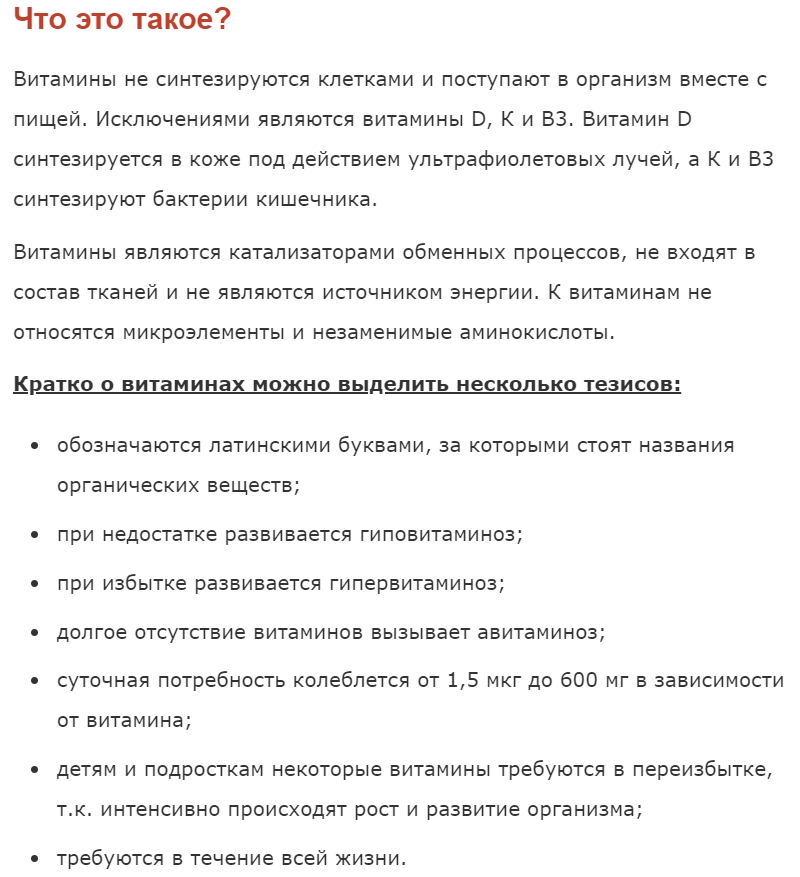 Что это такое?
Витамины не синтезируются клетками и поступают в организм вместе с
пищей. Исключениями являются витамины D, К и В3. Витамин D
синтезируется в коже под действием ультрафиолетовых лучей, а К и В3
синтезируют бактерии кишечника.
Витамины являются катализаторами обменных процессов, не входят в
состав тканей и не являются источником энергии. К витаминам не
относятся микроэлементы и незаменимые аминокислоты.
Кратко о витаминах можно выделить несколько тезисов:
• обозначаются латинскими буквами, за которыми стоят названия
органических веществ;
• при недостатке развивается гиповитаминоз;
• при избытке развивается гипервитаминоз;
• долгое отсутствие витаминов вызывает авитаминоз;
• суточная потребность колеблется от 1,5 мкг до 600 мг в зависимости
от витамина;
• детям и подросткам некоторые витамины требуются в переизбытке,
т.к. интенсивно происходят рост и развитие организма;
• требуются в течение всей жизни.